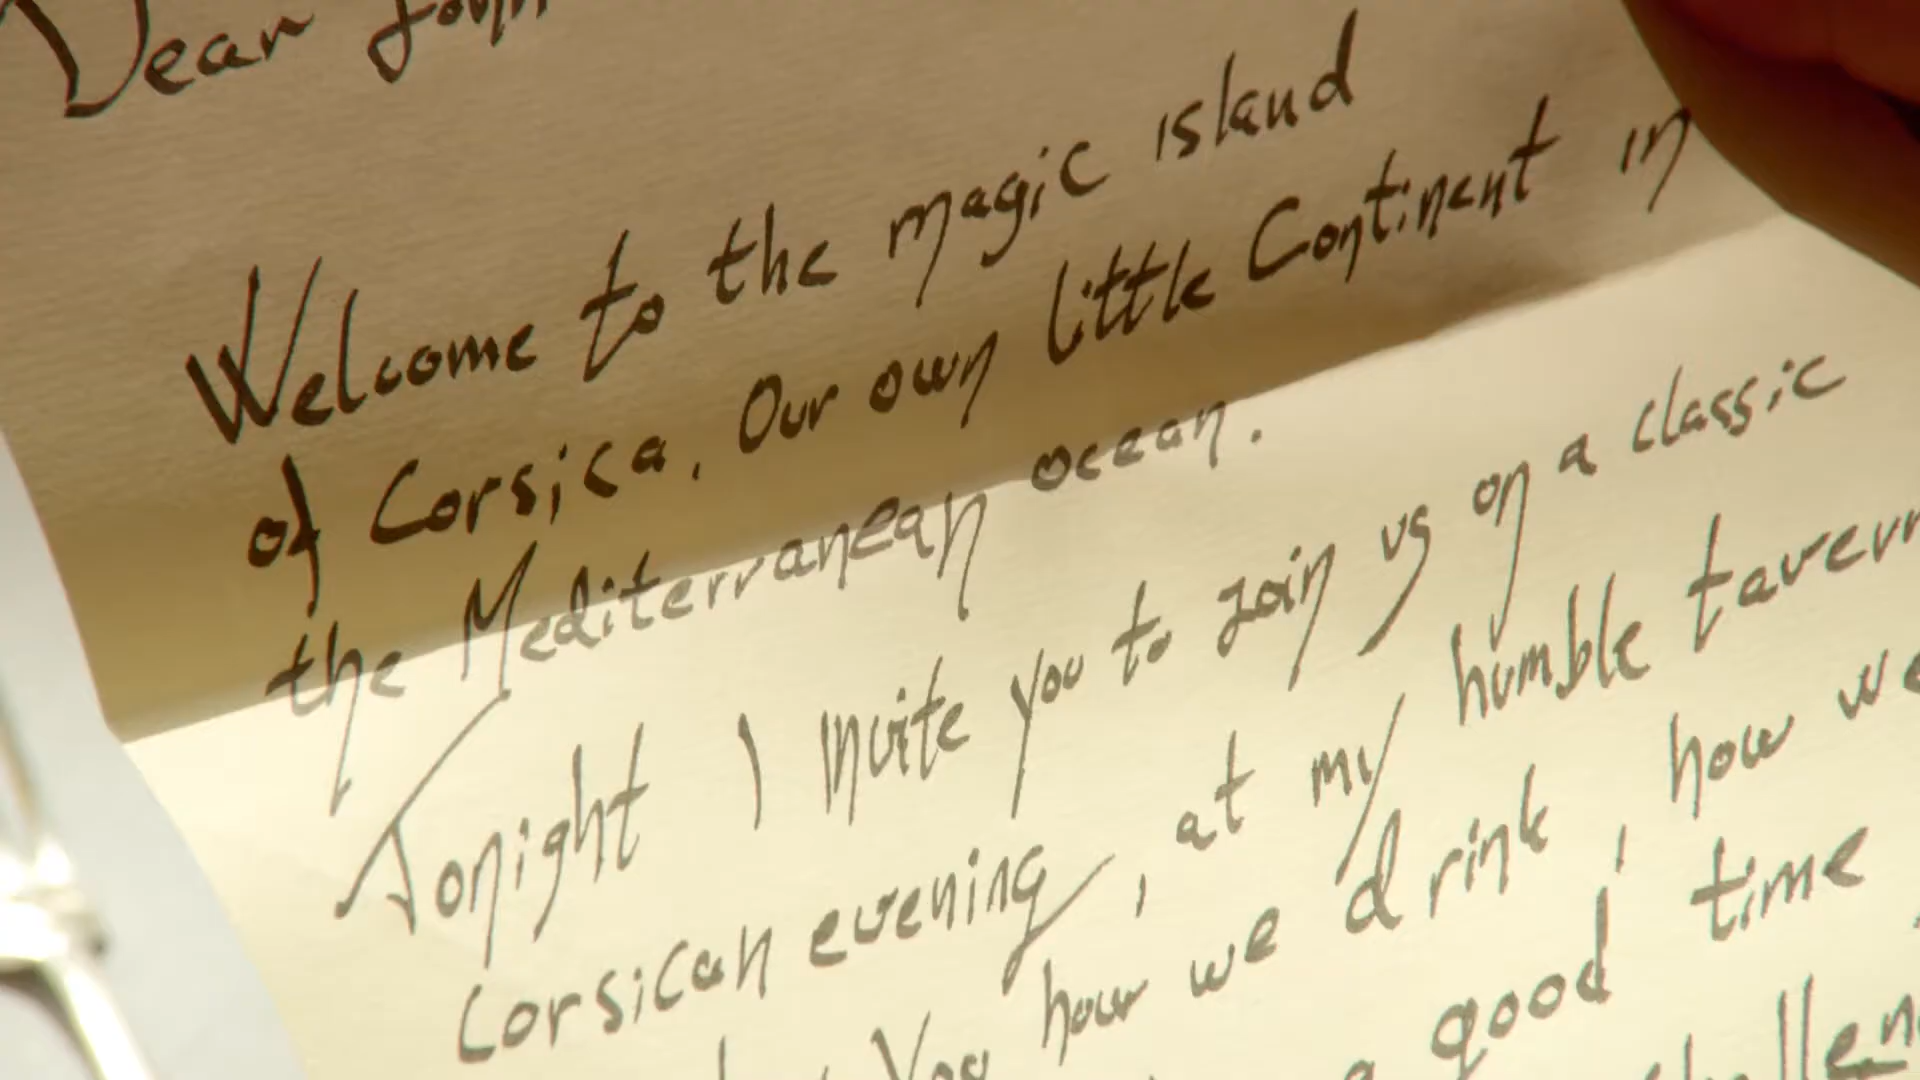 Dear
Welcome to the magic island
of Corsica. Our own little Continent in
the Mediterranean ocean.
Tonight I invite you to join us on a classic
Corsican evening, at my humble tavern
You how we drink, how we
a good time